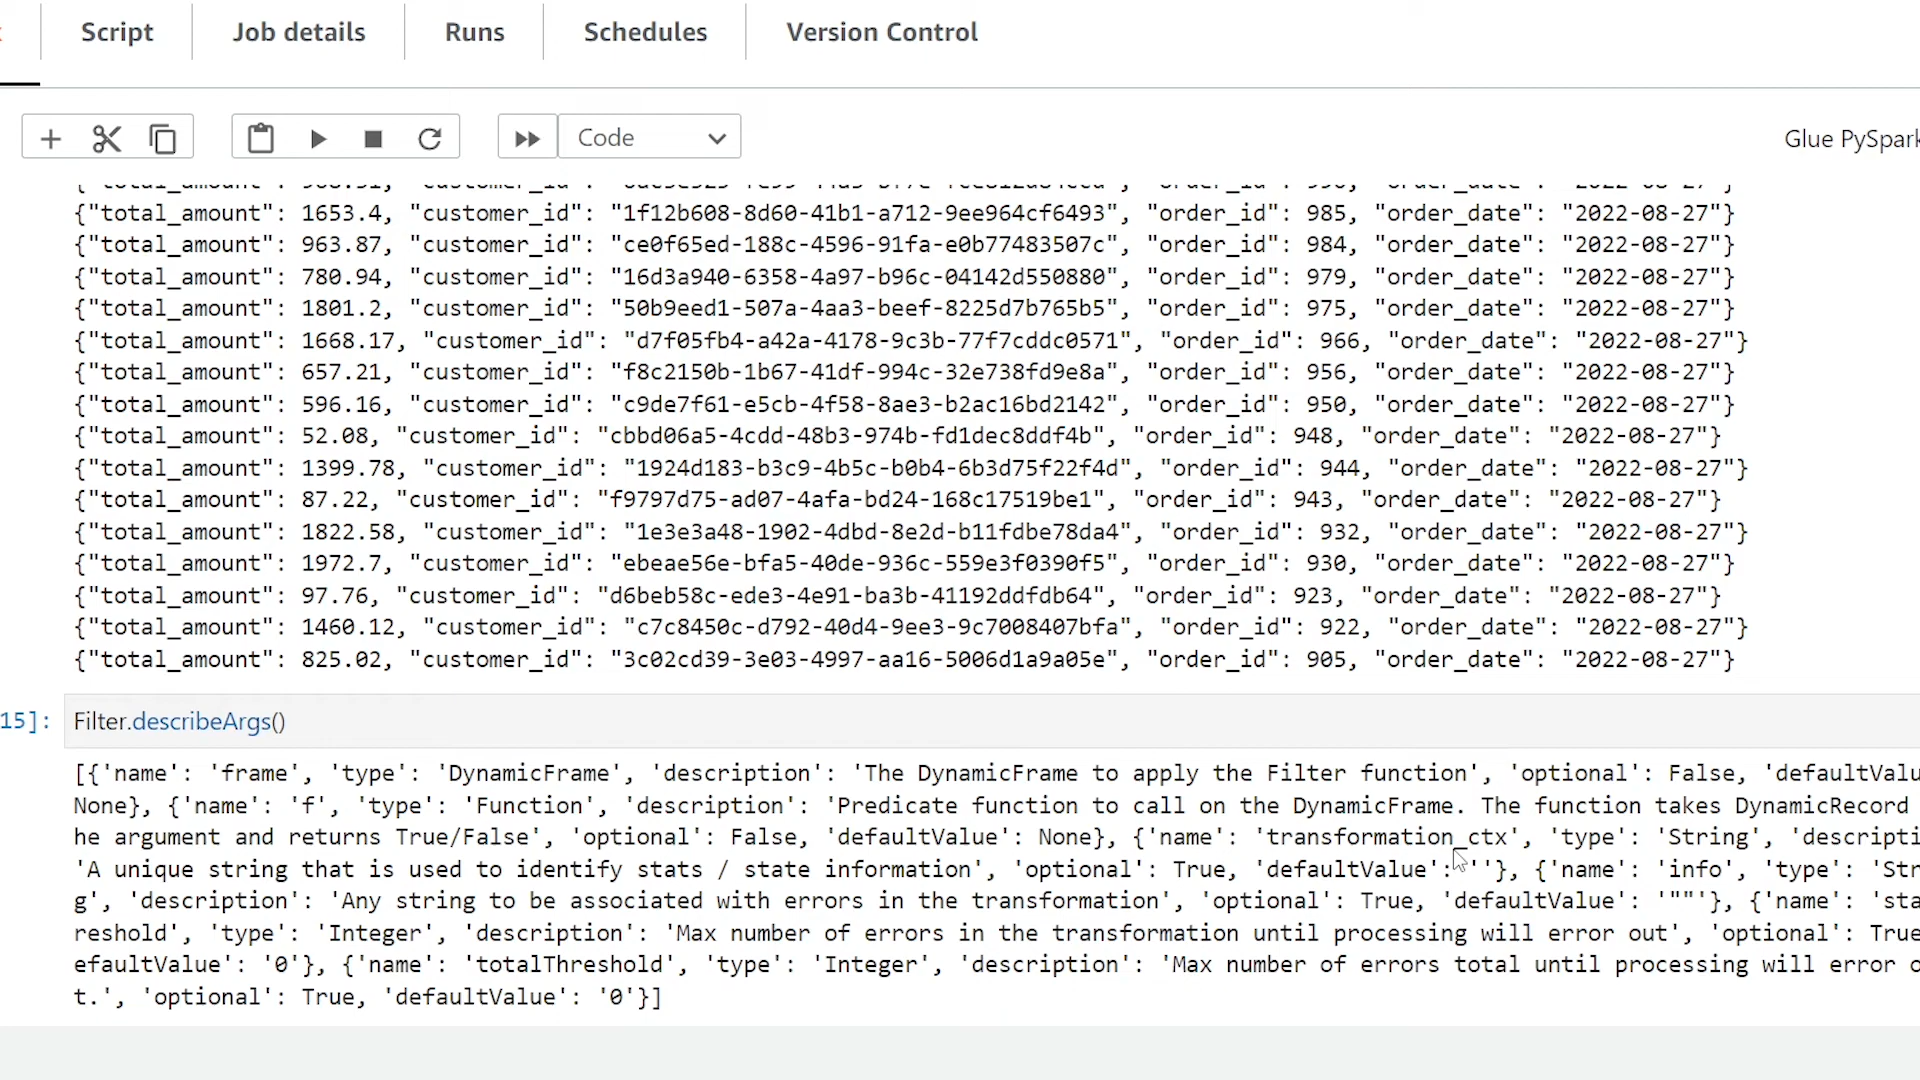 Script
Job details
Runs
Schedules
Version Control
Code
Glue PySpark
{"total_amount": 1653.4, "customer_id": "1f12b608-8d60-41b1-a712-9ee964cf6493", "order_id": 985, "order_date": "2022-08-27"}
{"total_amount": 963.87, "customer_id": "ce0f65ed-188c-4596-91fa-e0b77483507c", "order_id": 984, "order_date": "2022-08-27"}
{"total_amount": 780.94, "customer_id": "16d3a940-6358-4a97-b96c-04142d550880", "order_id": 979, "order_date": "2022-08-27"}
{"total_amount": 1801.2, "customer_id": "50b9eed1-507a-4aa3-beef-8225d7b765b5", "order_id": 975, "order_date": "2022-08-27"}
{"total_amount": 1668.17, "customer_id": "d7f05fb4-a42a-4178-9c3b-77f7cddc0571", "order_id": 966, "order_date": "2022-08-27"}
{"total_amount": 657.21, "customer_id": "f8c2150b-1b67-41df-994c-32e738fd9e8a", "order_id": 956, "order_date": "2022-08-27"}
{"total_amount": 596.16, "customer_id": "c9de7f61-e5cb-4f58-8ae3-b2ac16bd2142", "order_id": 950, "order_date": "2022-08-27"}
{"total_amount": 52.08, "customer_id": "cbbd06a5-4cdd-48b3-974b-fd1dec8ddf4b", "order_id": 948, "order_date": "2022-08-27"}
{"total_amount": 1399.78, "customer_id": "1924d183-b3c9-4b5c-b0b4-6b3d75f22f4d", "order_id": 944, "order_date": "2022-08-27"}
{"total_amount": 87.22, "customer_id": "f9797d75-ad07-4afa-bd24-168c17519be1", "order_id": 943, "order_date": "2022-08-27"}
{"total_amount": 1822.58, "customer_id": "1e3e3a48-1902-4dbd-8e2d-b11fdbe78da4", "order_id": 932, "order_date": "2022-08-27"}
{"total_amount": 1972.7, "customer_id": "ebeae56e-bfa5-40de-936c-559e3f0390f5", "order_id": 930, "order_date": "2022-08-27"}
{"total_amount": 97.76, "customer_id": "d6beb58c-ede3-4e91-ba3b-41192ddfdb64", "order_id": 923, "order_date": "2022-08-27"}
{"total_amount": 1460.12, "customer_id": "c7c8450c-d792-40d4-9ee3-9c7008407bfa", "order_id": 922, "order_date": "2022-08-27"}
{"total_amount": 825.02, "customer_id": "3c02cd39-3e03-4997-aa16-5006d1a9a05e", "order_id": 905, "order_date": "2022-08-27"}
15]: Filter.describeArgs()
[{'name': 'frame', 'type': 'DynamicFrame', 'description': 'The DynamicFrame to apply the Filter function', 'optional': False, 'defaultValu
None}, {'name': 'f', 'type': 'Function', 'description': 'Predicate function to call on the DynamicFrame. The function takes DynamicRecord
he argument and returns True/False', 'optional': False, 'defaultValue': None}, {'name': 'transformation_ctx', 'type': 'String', 'descripti
'A unique string that is used to identify stats / state information', 'optional': True, 'defaultValue': ''}, {'name': 'info', 'type': 'Str
g', 'description': 'Any string to be associated with errors in the transformation', 'optional': True, 'defaultValue': '""'}, {'name': 'sta
reshold', 'type': 'Integer', 'description': 'Max number of errors in the transformation until processing will error out', 'optional': True
efaultValue': '0'}, {'name': 'totalThreshold', 'type': 'Integer', 'description': 'Max number of errors total until processing will error o
t.', 'optional': True, 'defaultValue': '0'}]